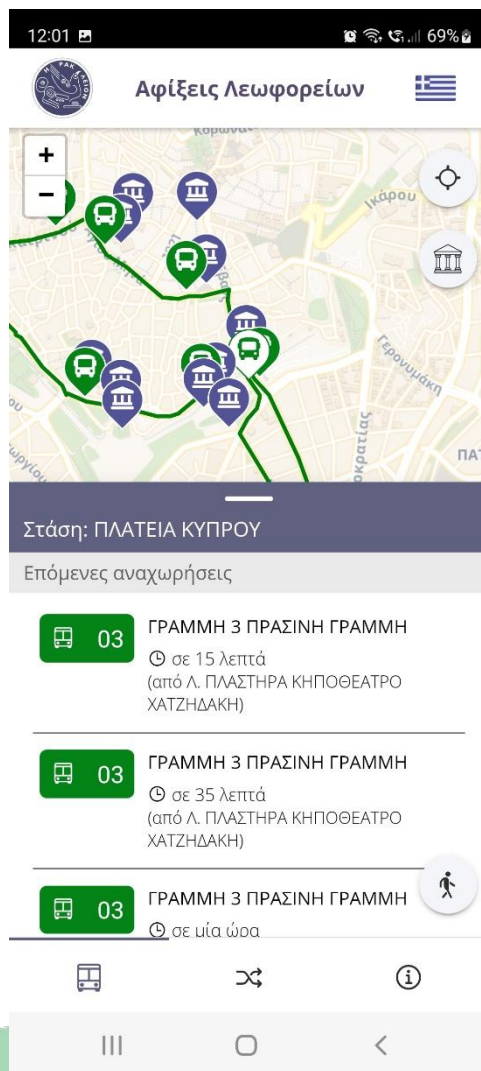 12:01
69%
Αφίξεις Λεωφορείων
+
−
Ικάρου
Γερονυμάκη
Στάση: ΠΛΑΤΕΙΑ ΚΥΠΡΟΥ
Επόμενες αναχωρήσεις
03
ΓΡΑΜΜΗ 3 ΠΡΑΣΙΝΗ ΓΡΑΜΜΗ
σε 15 λεπτά
(από Λ. ΠΛΑΣΤΗΡΑ ΚΗΠΟΘΕΑΤΡΟ
ΧΑΤΖΗΔΑΚΗ)
03
ΓΡΑΜΜΗ 3 ΠΡΑΣΙΝΗ ΓΡΑΜΜΗ
σε 35 λεπτά
(από Λ. ΠΛΑΣΤΗΡΑ ΚΗΠΟΘΕΑΤΡΟ
ΧΑΤΖΗΔΑΚΗ)
03
ΓΡΑΜΜΗ 3 ΠΡΑΣΙΝΗ ΓΡΑΜΜΗ
σε μία ώρα